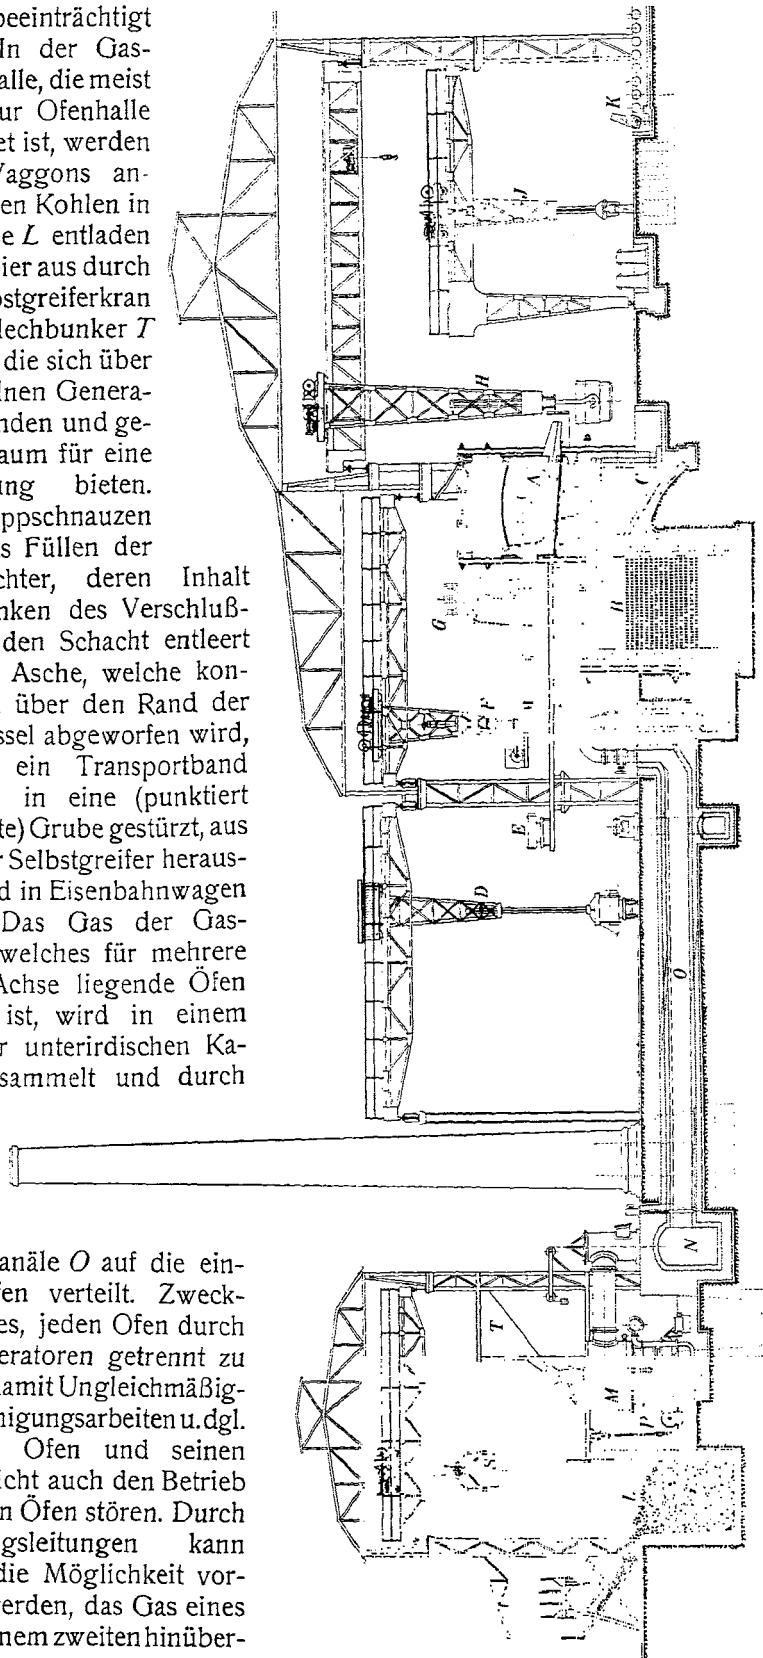 beeinträchtigt
In der Gas-
alle, die meist
ur Ofenhalle
et ist, werden
Vaggons an-
en Kohlen in
e L entladen
ier aus durch
bstgreiferkran
lechbunker T
die sich über
lnen Genera-
nden und ge-
aum für eine
ung bieten.
ppschnauzen
s Füllen der
chter, deren Inhalt
nken des Verschluß-
den Schacht entleert
Asche, welche kon-
über den Rand der
ssel abgeworfen wird,
ein Transportband
in eine (punktiert
te) Grube gestürzt, aus
r Selbstgreifer heraus-
d in Eisenbahnwagen
Das Gas der Gas-
welches für mehrere
Achse liegende Öfen
ist, wird in einem
r unterirdischen Ka-
sammelt und durch
anäle O auf die ein-
fen verteilt. Zweck-
es, jeden Ofen durch
eratoren getrennt zu
damit Ungleichmäßig-
nigungsarbeiten u. dgl.
Ofen und seinen
icht auch den Betrieb
n Öfen stören. Durch
gsleitungen kann
die Möglichkeit vor-
erden, das Gas eines
nem zweiten hinüber-
K
J
H
A
C
B
G
F
E
D
O
N
T
M
P
S
L